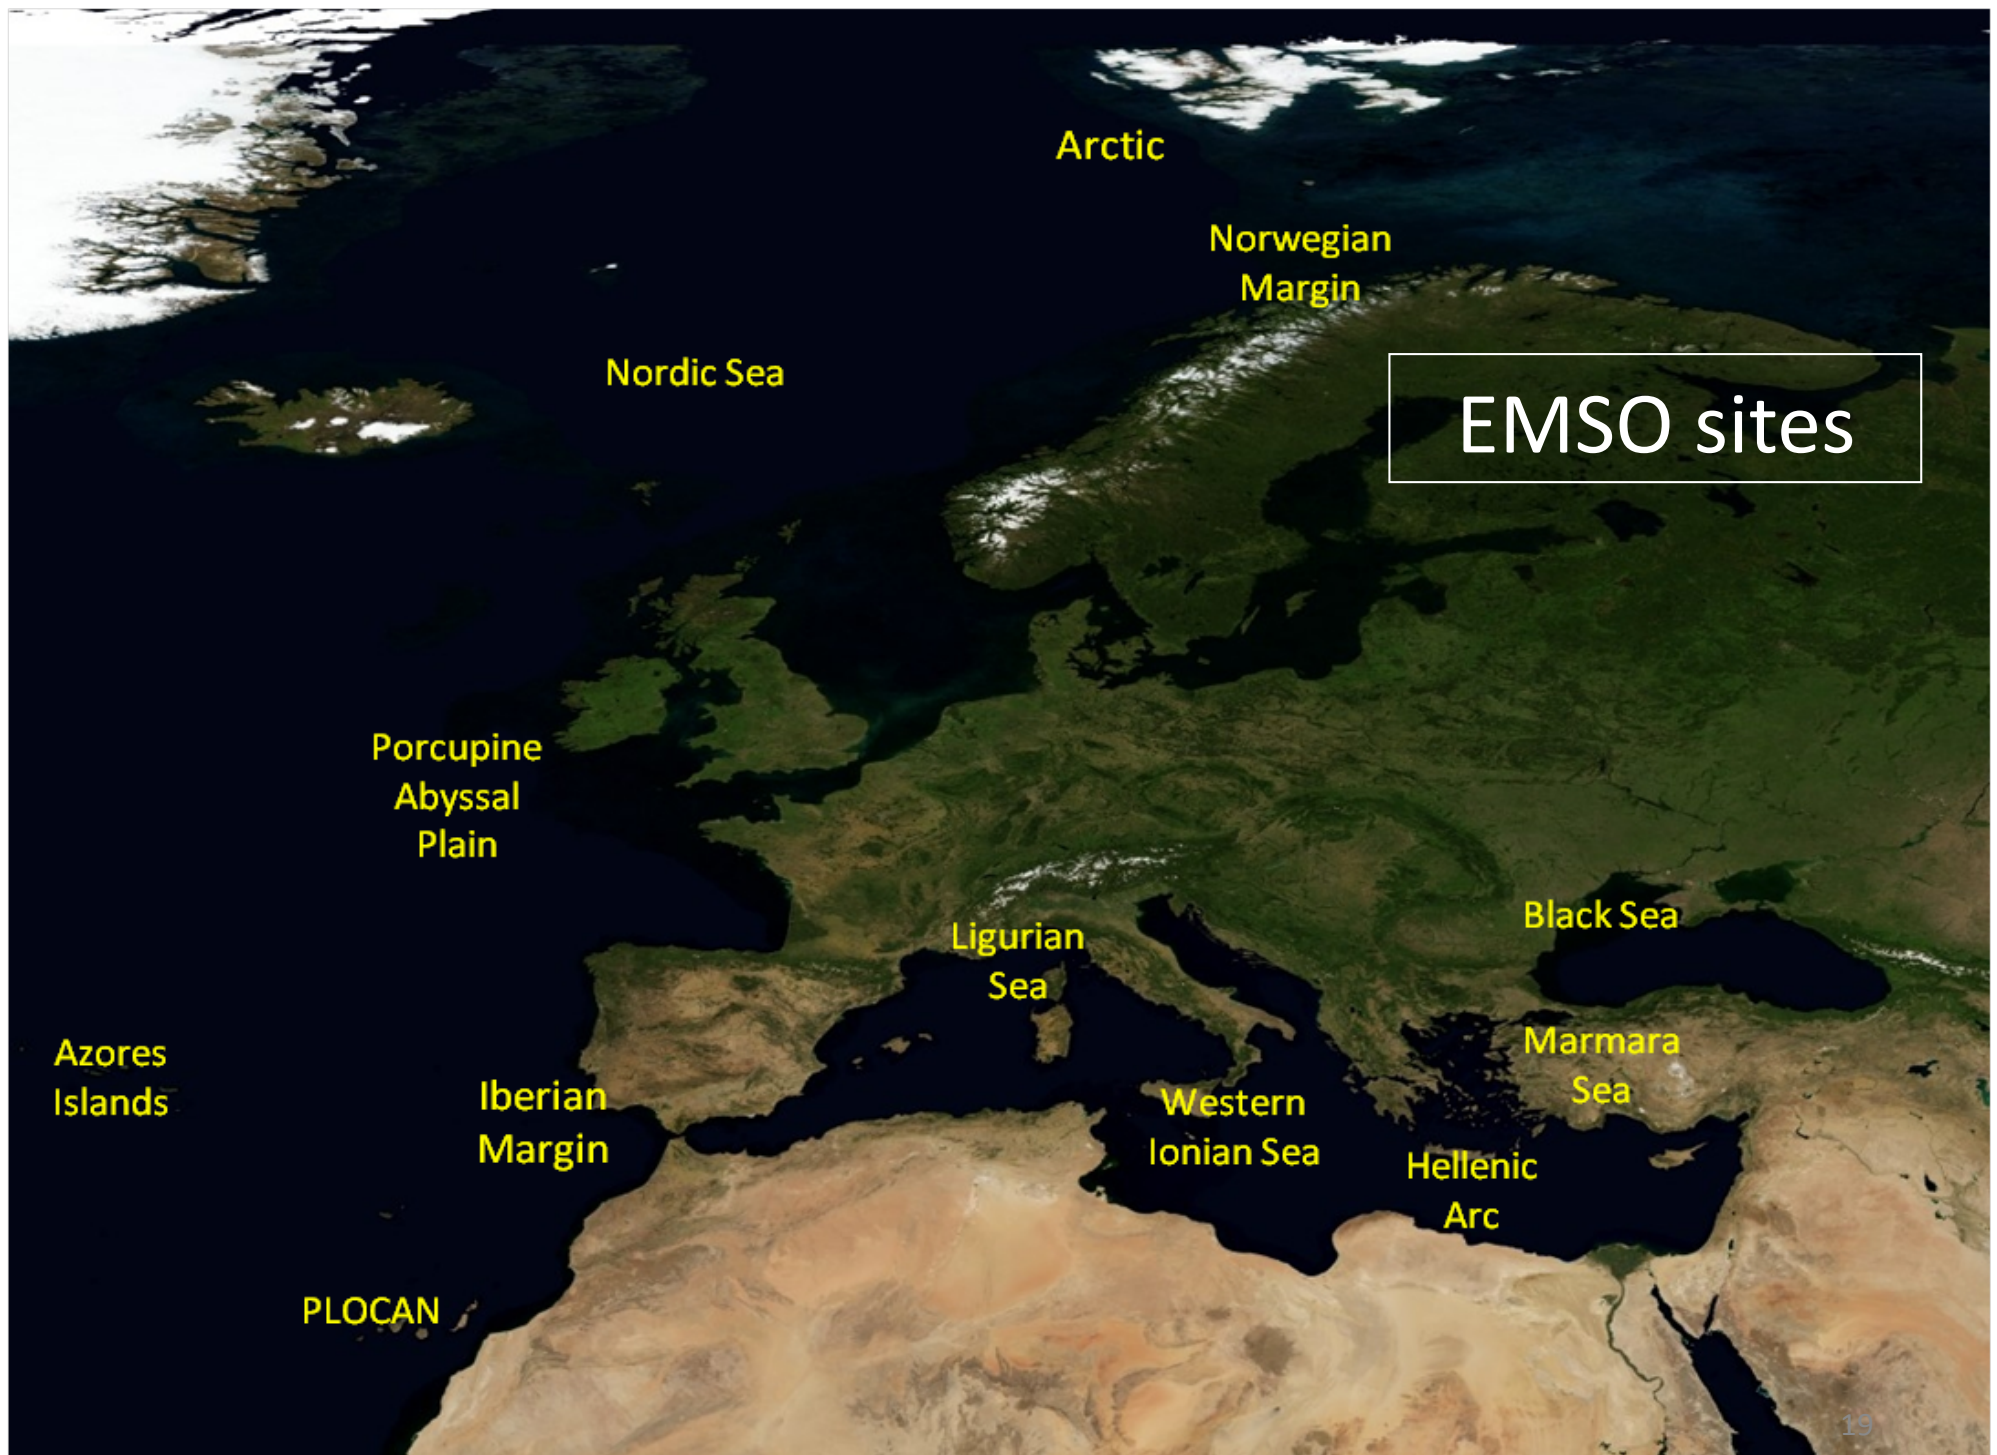 Arctic
Norwegian
Margin
Nordic Sea
EMSO sites
Porcupine
Abyssal
Plain
Black Sea
Ligurian
Sea
Azores
Islands
Iberian
Margin
Marmara
Sea
Western
Ionian Sea
Hellenic
Arc
PLOCAN
19